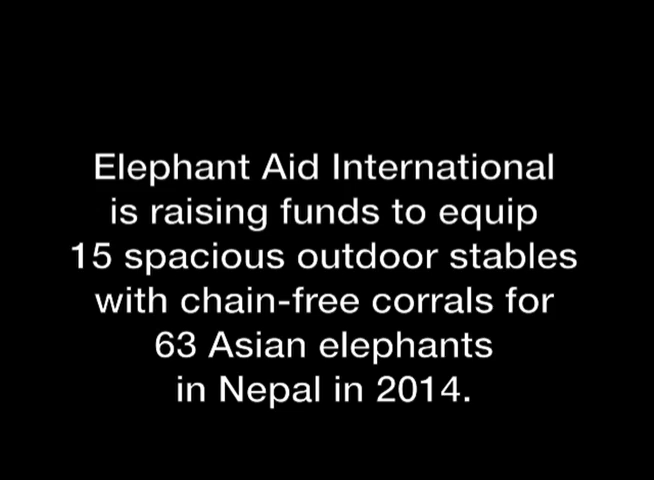 Elephant Aid International
is raising funds to equip
15 spacious outdoor stables
with chain-free corrals for
63 Asian elephants
in Nepal in 2014.